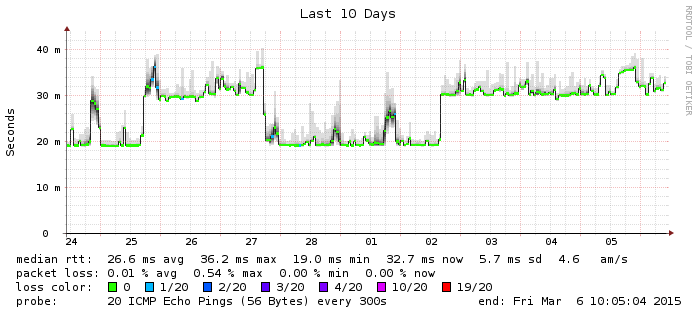 Last 10 Days
RRDTOOL / TOBI OETIKER
Seconds
40 m
30 m
20 m
10 m
0
24 25 26 27 28 01 02 03 04 05
median rtt: 26.6 ms avg 36.2 ms max 19.0 ms min 32.7 ms now 5.7 ms sd 4.6 am/s
packet loss: 0.01 % avg 0.54 % max 0.00 % min 0.00 % now
loss color: 0 1/20 2/20 3/20 4/20 10/20 19/20
probe: 20 ICMP Echo Pings (56 Bytes) every 300s end: Fri Mar 6 10:05:04 2015